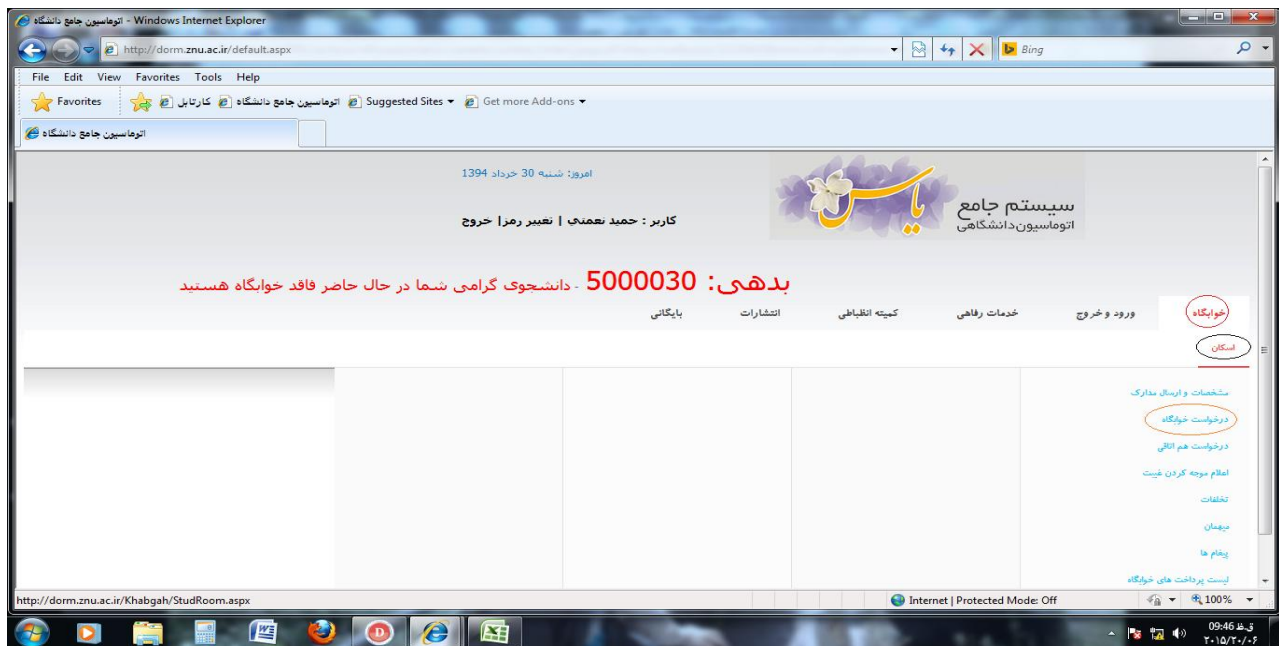 اتوماسیون جامع دانشگاه - Windows Internet Explorer
http://dorm.znu.ac.ir/default.aspx
Bing
File Edit View Favorites Tools Help
Favorites
کارتابل
اتوماسیون جامع دانشگاه
Suggested Sites
Get more Add-ons
اتوماسیون جامع دانشگاه
امروز: شنبه 30 خرداد 1394
یاس
سیستم جامع
اتوماسیون دانشگاهی
کاربر : حمید نعمتی | تغییر رمز| خروج
بدهی: 5000030 - دانشجوی گرامی شما در حال حاضر فاقد خوابگاه هستید
خوابگاه ورود و خروج خدمات رفاهی کمیته انظباطی انتشارات بایگانی
اسکان
مشخصات و ارسال مدارک
درخواست خوابگاه
درخواست هم اتاقی
اعلام موجه کردن غیبت
تخلفات
میهمان
پیغام ها
لیست پرداخت های خوابگاه
http://dorm.znu.ac.ir/Khabgah/StudRoom.aspx
Internet | Protected Mode: Off
100%
09:46 ق.ظ
۲۰۱۵/۲۰/۰۶